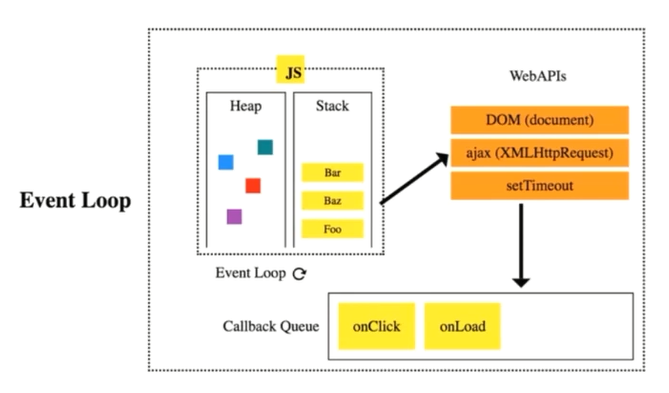 Event Loop
JS
Heap
Stack
Bar
Baz
Foo
WebAPIs
DOM (document)
ajax (XMLHttpRequest)
setTimeout
Event Loop
Callback Queue
onClick
onLoad